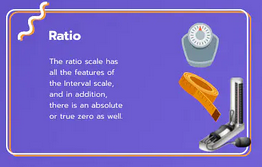 Ratio
The ratio scale has
all the features of
the Interval scale,
and in addition,
there is an absolute
or true zero as well.